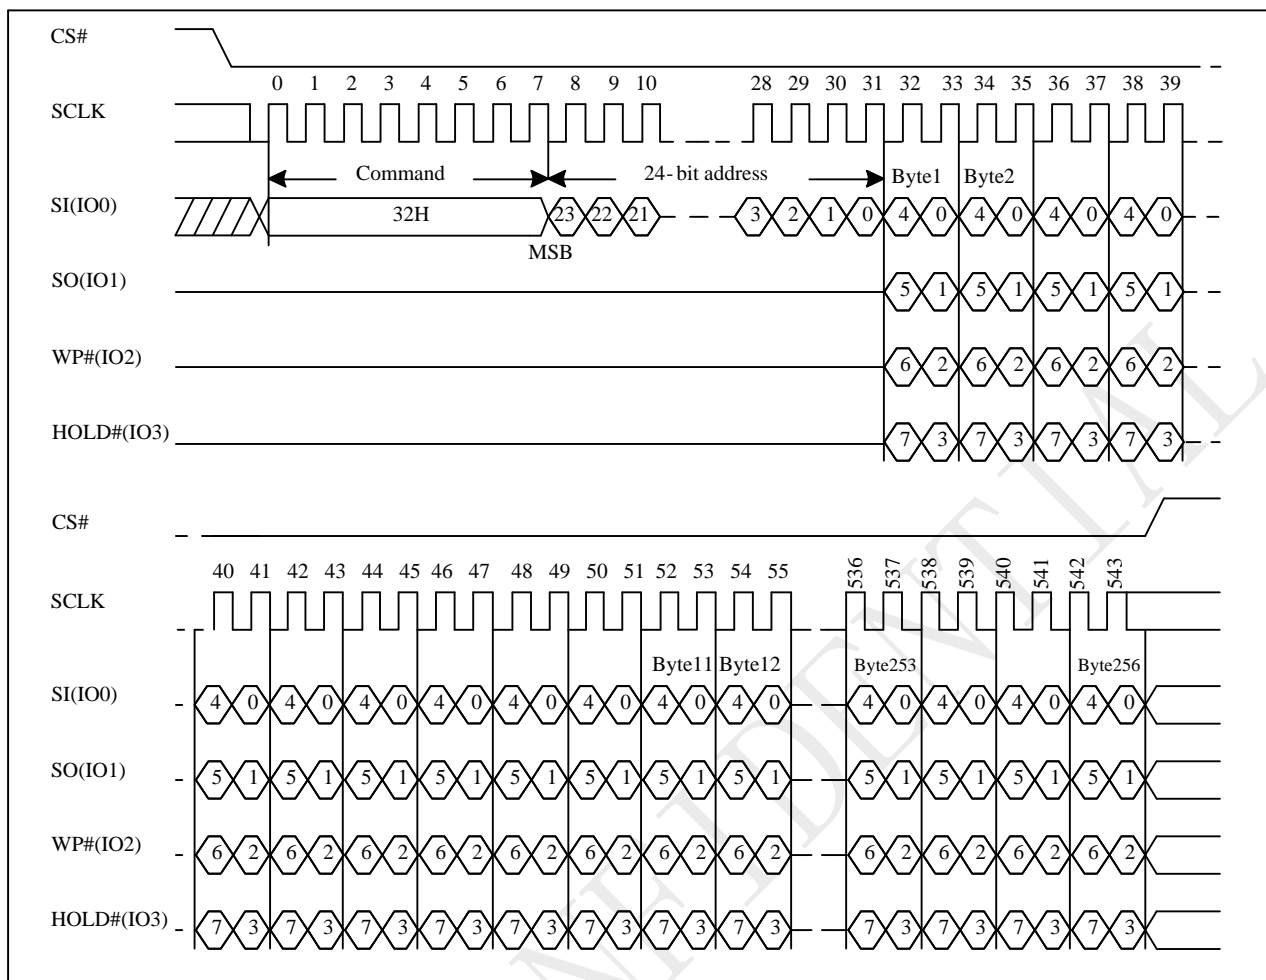 CS#
0 1 2 3 4 5 6 7 8 9 10 28 29 30 31 32 33 34 35 36 37 38 39
SCLK
Command 24-bit address Byte1 Byte2
SI(IO0) 32H 23 22 21 3 2 1 0 4 0 4 0 4 0 4 0
MSB
SO(IO1) 5 1 5 1 5 1 5 1
WP#(IO2) 6 2 6 2 6 2 6 2
HOLD#(IO3) 7 3 7 3 7 3 7 3
CS#
40 41 42 43 44 45 46 47 48 49 50 51 52 53 54 55 536 537 538 539 540 541 542 543
SCLK
Byte11 Byte12 Byte253 Byte256
SI(IO0) 4 0 4 0 4 0 4 0 4 0 4 0 4 0 4 0 4 0 4 0 4 0 4 0
SO(IO1) 5 1 5 1 5 1 5 1 5 1 5 1 5 1 5 1 5 1 5 1 5 1 5 1
WP#(IO2) 6 2 6 2 6 2 6 2 6 2 6 2 6 2 6 2 6 2 6 2 6 2 6 2
HOLD#(IO3) 7 3 7 3 7 3 7 3 7 3 7 3 7 3 7 3 7 3 7 3 7 3 7 3
NFIDENTIAL